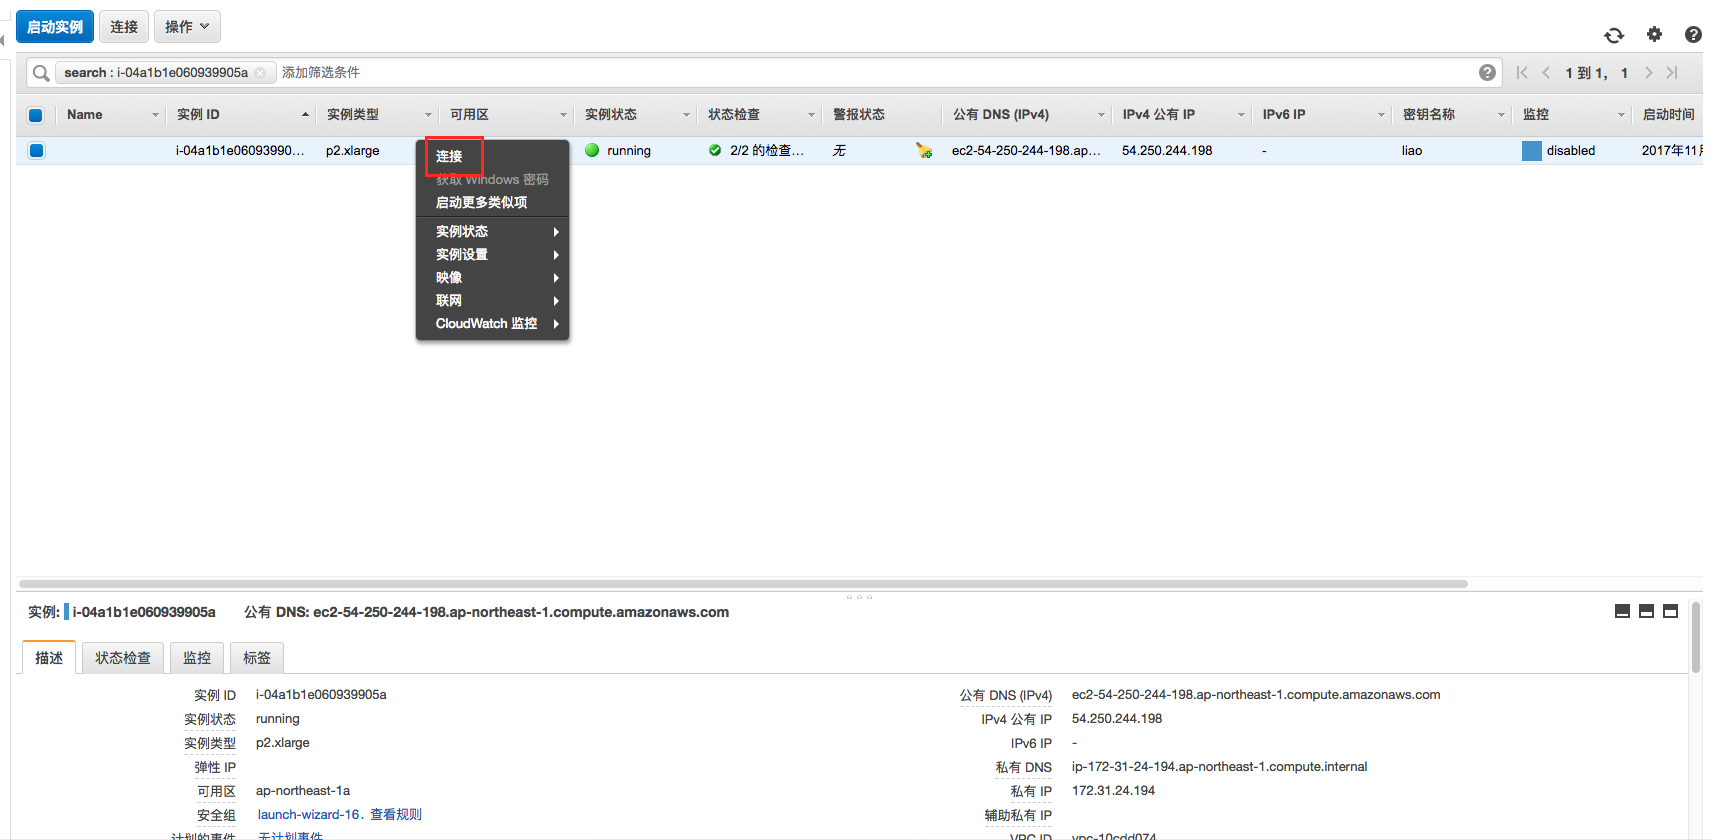 启动实例 连接 操作
search : i-04a1b1e060939905a 添加筛选条件 1 到 1， 1
Name 实例 ID 实例类型 可用区 实例状态 状态检查 警报状态 公有 DNS (IPv4) IPv4 公有 IP IPv6 IP 密钥名称 监控 启动时间
i-04a1b1e06093990... p2.xlarge running 2/2 的检查... 无 ec2-54-250-244-198.ap... 54.250.244.198 - liao disabled 2017年11月
连接
获取 Windows 密码
启动更多类似项
实例状态
实例设置
映像
联网
CloudWatch 监控
实例: i-04a1b1e060939905a 公有 DNS: ec2-54-250-244-198.ap-northeast-1.compute.amazonaws.com
描述 状态检查 监控 标签
实例 ID i-04a1b1e060939905a 公有 DNS (IPv4) ec2-54-250-244-198.ap-northeast-1.compute.amazonaws.com
实例状态 running IPv4 公有 IP 54.250.244.198
实例类型 p2.xlarge IPv6 IP -
弹性 IP 私有 DNS ip-172-31-24-194.ap-northeast-1.compute.internal
可用区 ap-northeast-1a 私有 IP 172.31.24.194
安全组 launch-wizard-16. 查看规则 辅助私有 IP
计划的事件 无计划事件 VPC ID vpc-10cdd074